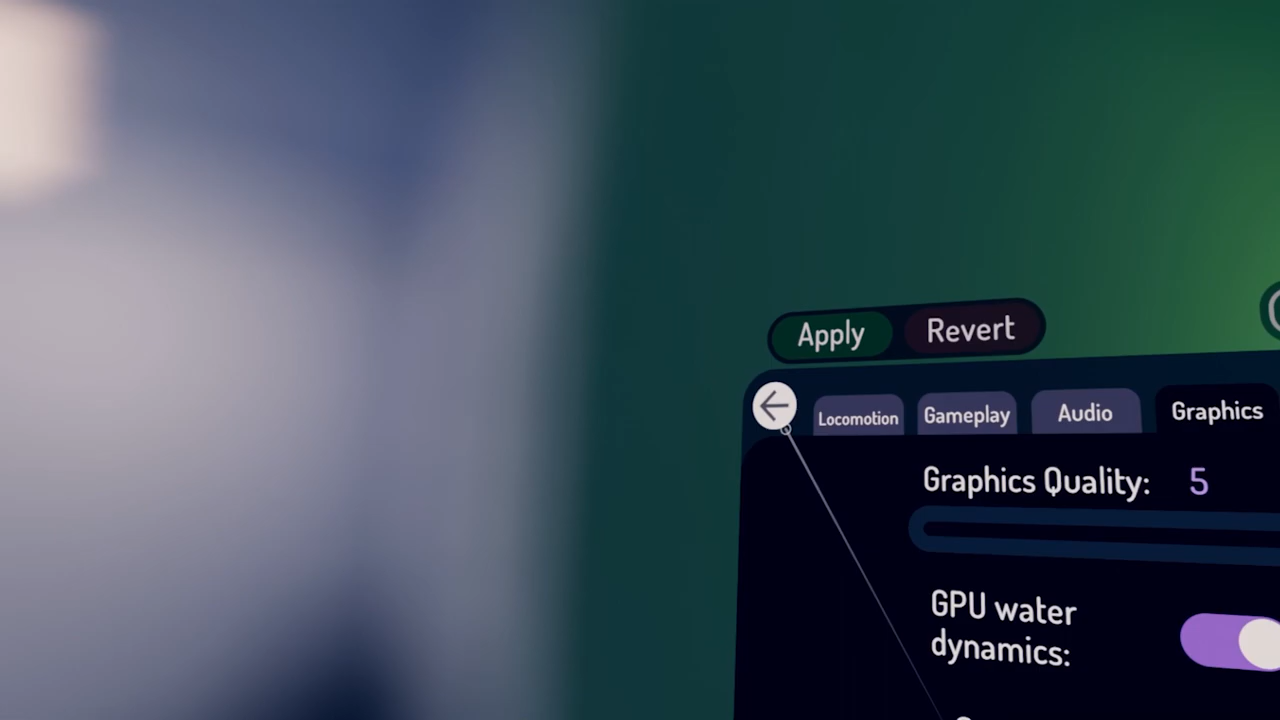 Apply Revert
Locomotion Gameplay Audio Graphics
Graphics Quality: 5
GPU water
dynamics: